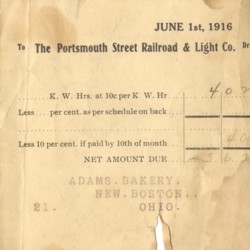 JUNE 1st, 1916
To The Portsmouth Street Railroad & Light Co. Dr
K. W. Hrs. at 10c per K W. Hr
Less per cent. as per schedule on back
Less 10 per cent. if paid by 10th of month
NET AMOUNT DUE
ADAMS. BAKERY.
NEW. BOSTON.
21. OHIO.